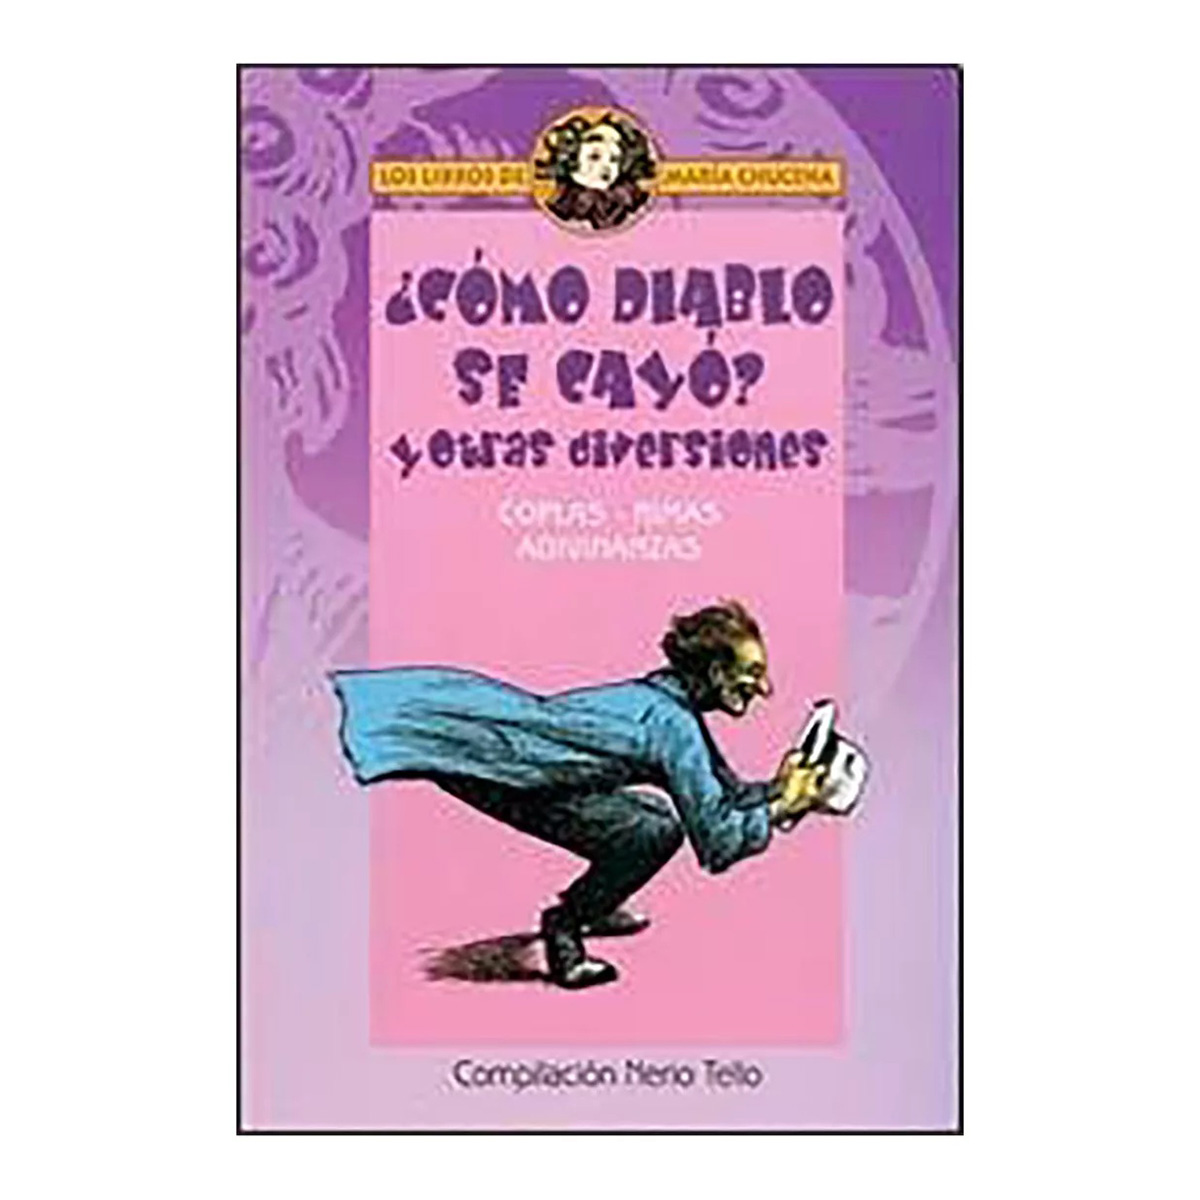 LOS LIBROS DE MARÍA CHUCENA
¿CÓMO DIABLO
SE CAYÓ?
y otras diversiones
COPLAS - RIMAS
ADIVINANZAS
Compilación Nerio Tello